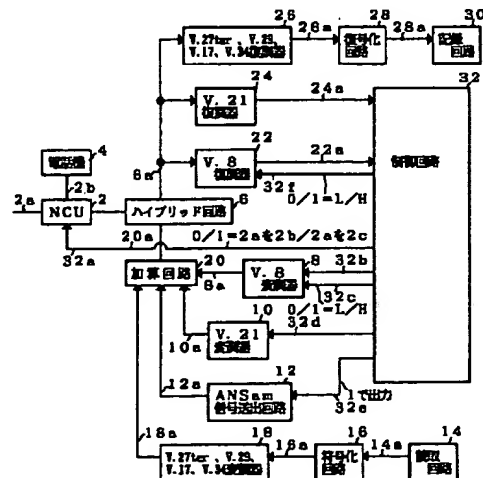 26
V.27ter、V.29、
V.17、V.34復調器
26a
28
復号化
回路
28a
30
記録
回路
32
24
V.21
復調器
24a
22
V.8
復調器
22a
制御回路
32f
0/1=L/H
電話機
4
6a
2a
2b
NCU
2
ハイブリッド回路
6
20a
0/1=2aを2b/2aを2c
32a
加算回路
20
8a
V.8
変調器
8
32b
32c
0/1=L/H
V.21
変調器
10
10a
32d
ANSam
信号送出回路
12
12a
1で出力
32e
18a
V.27ter、V.29、
V.17、V.34変調器
18
16a
符号化
回路
16
14a
読取
回路
14